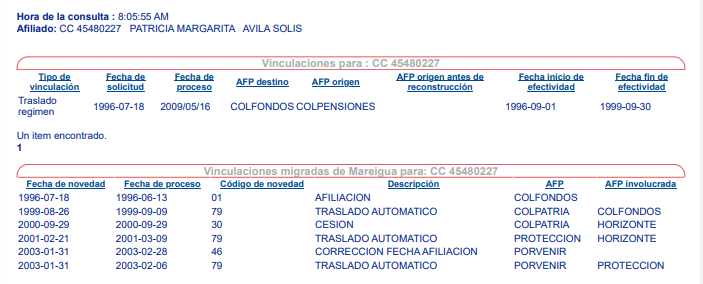 Hora de la consulta : 8:05:55 AM
Afiliado: CC 45480227 PATRICIA MARGARITA AVILA SOLIS
Vinculaciones para : CC 45480227
Tipo de vinculación Fecha de solicitud Fecha de proceso AFP destino AFP origen AFP origen antes de reconstrucción Fecha inicio de efectividad Fecha fin de efectividad
Traslado regimen 1996-07-18 2009/05/16 COLFONDOS COLPENSIONES 1996-09-01 1999-09-30
Un item encontrado.
1
Vinculaciones migradas de Mareigua para: CC 45480227
Fecha de novedad Fecha de proceso Código de novedad Descripción AFP AFP involucrada
1996-07-18 1996-06-13 01 AFILIACION COLFONDOS
1999-08-26 1999-09-09 79 TRASLADO AUTOMATICO COLPATRIA COLFONDOS
2000-09-29 2000-09-29 30 CESION COLPATRIA HORIZONTE
2001-02-21 2001-03-09 79 TRASLADO AUTOMATICO PROTECCION HORIZONTE
2003-01-31 2003-02-28 46 CORRECCION FECHA AFILIACION PORVENIR
2003-01-31 2003-02-06 79 TRASLADO AUTOMATICO PORVENIR PROTECCION